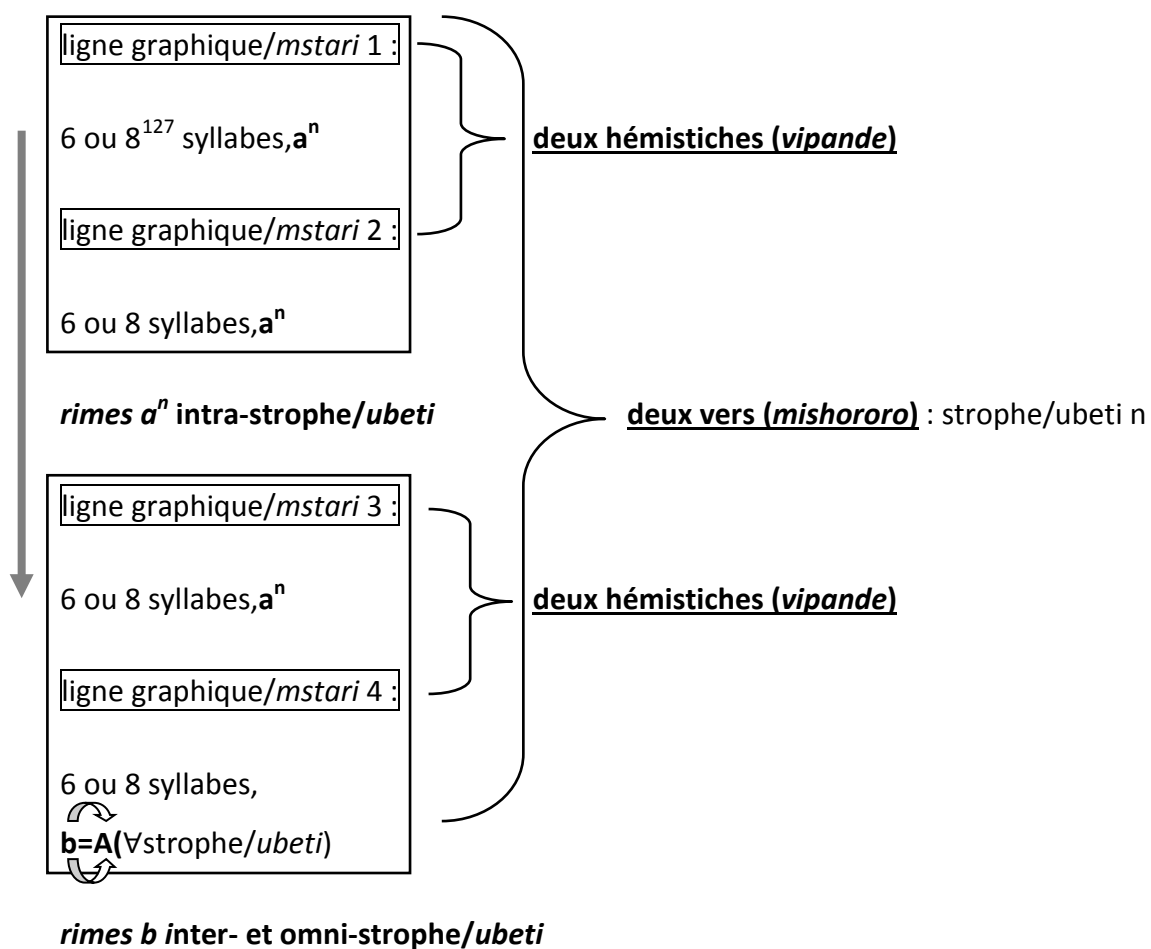 ligne graphique/mstari 1 :
6 ou 8127 syllabes,an
deux hémistiches (vipande)
ligne graphique/mstari 2 :
6 ou 8 syllabes,an
rimes an intra-strophe/ubeti
deux vers (mishororo) : strophe/ubeti n
ligne graphique/mstari 3 :
6 ou 8 syllabes,an
deux hémistiches (vipande)
ligne graphique/mstari 4 :
6 ou 8 syllabes,
b=A(∀strophe/ubeti)
rimes b inter- et omni-strophe/ubeti